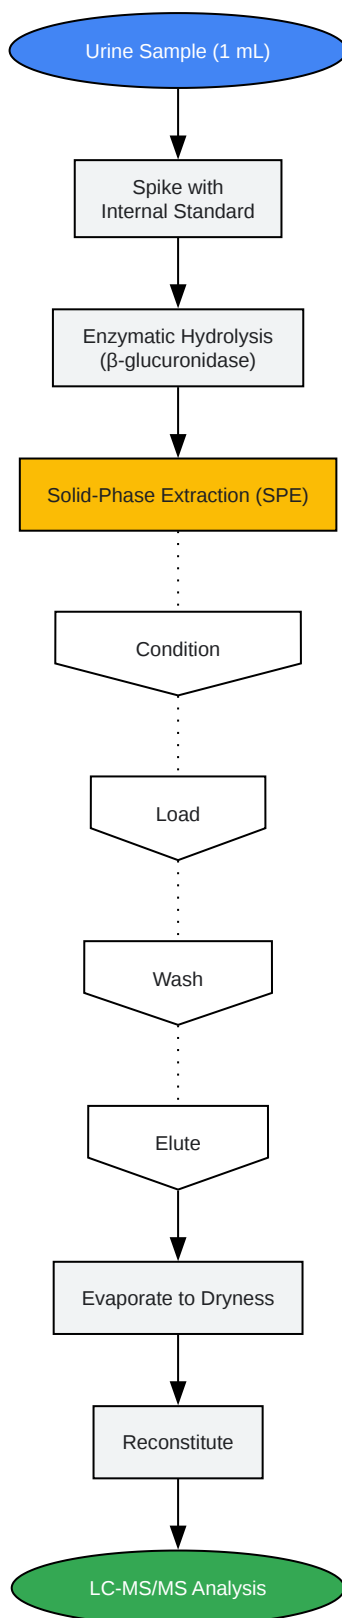 Urine Sample (1 mL)
Spike with
Internal Standard
Enzymatic Hydrolysis
(β-glucuronidase)
Solid-Phase Extraction (SPE)
Condition
Load
Wash
Elute
Evaporate to Dryness
Reconstitute
LC-MS/MS Analysis